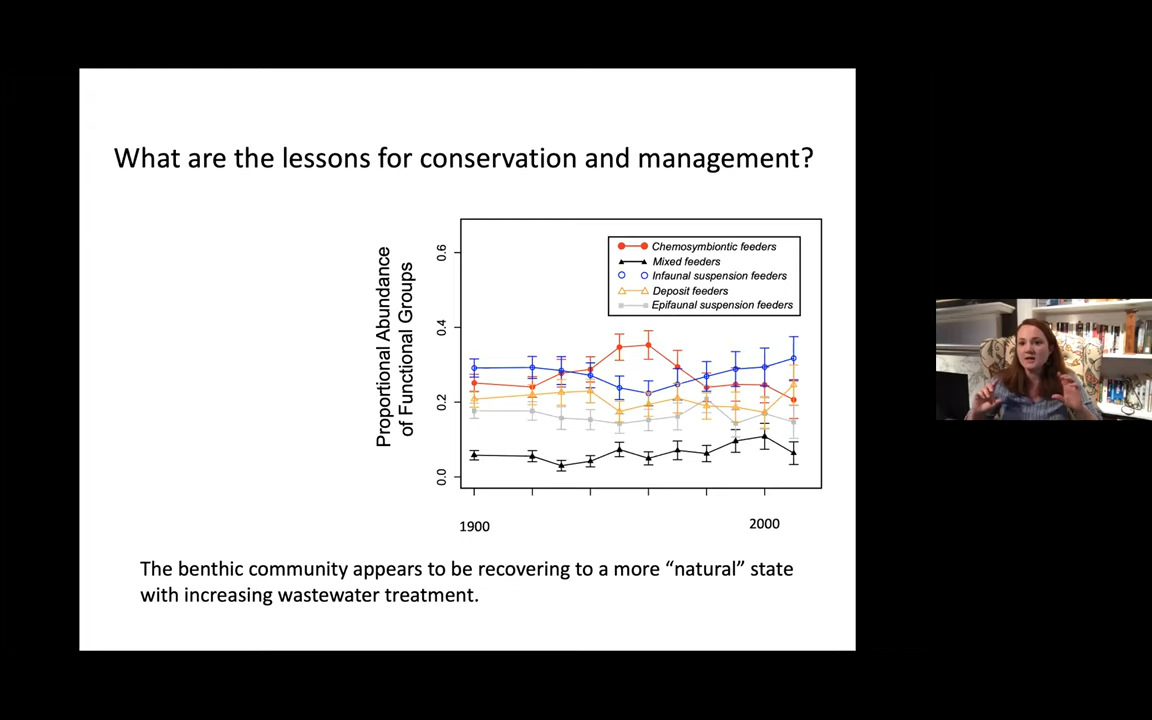 What are the lessons for conservation and management?
Proportional Abundance
of Functional Groups
0.6
0.4
0.2
0.0
Chemosymbiontic feeders
Mixed feeders
Infaunal suspension feeders
Deposit feeders
Epifaunal suspension feeders
1900
2000
The benthic community appears to be recovering to a more “natural” state
with increasing wastewater treatment.